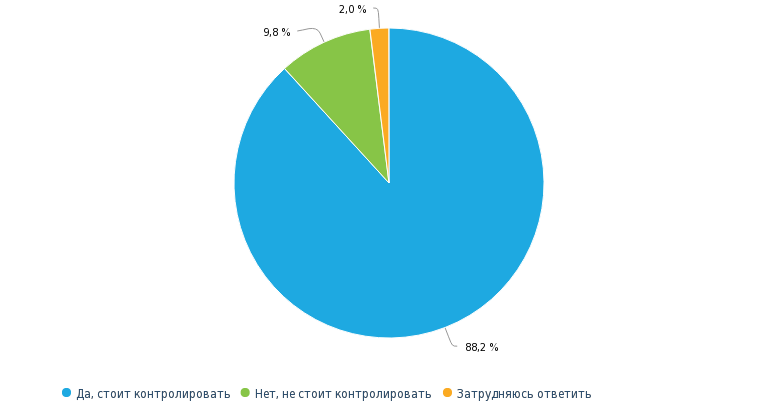 2,0 %
9,8 %
88,2 %
Да, стоит контролировать Нет, не стоит контролировать Затрудняюсь ответить